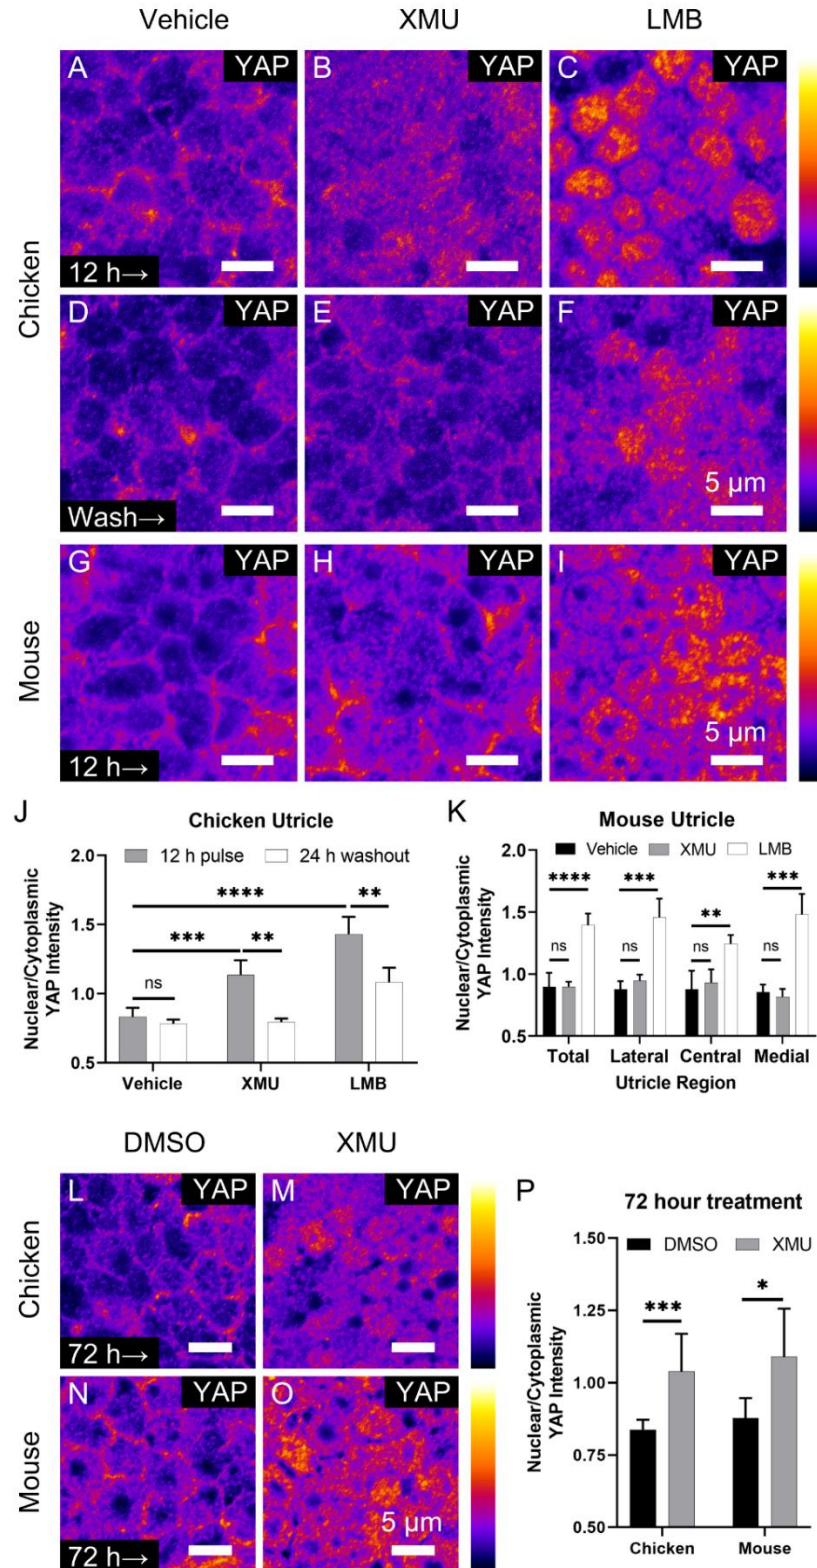 Vehicle XMU LMB
Chicken
A YAP B YAP C YAP
12 h→
D YAP E YAP F YAP
Wash→ 5 µm
Mouse
G YAP H YAP I YAP
12 h→ 5 µm
J
Chicken Utricle
12 h pulse 24 h washout
Nuclear/Cytoplasmic
YAP Intensity
2.0
1.5
1.0
0.5
****
**
***
**
ns
Vehicle XMU LMB
K
Mouse Utricle
Vehicle XMU LMB
Nuclear/Cytoplasmic
YAP Intensity
2.0
1.5
1.0
0.5
**** *** ** ***
ns ns ns ns
Total Lateral Central Medial
Utricle Region
DMSO XMU
Chicken
L YAP M YAP
72 h→
Mouse
N YAP O YAP
72 h→ 5 µm
P
72 hour treatment
DMSO XMU
Nuclear/Cytoplasmic
YAP Intensity
1.50
1.25
1.00
0.75
0.50
*** *
Chicken Mouse